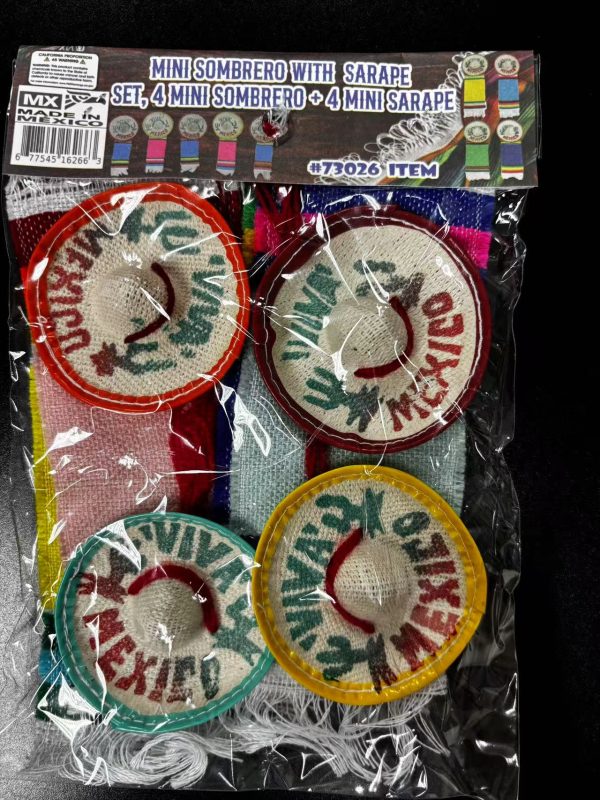 CALIFORNIA PROPOSITION
65 WARNING
MINI SOMBRERO WITH SARAPE
SET, 4 MINI SOMBRERO + 4 MINI SARAPE
MX
MADE IN
MEXICO
6 77545 16266 3
#73026 ITEM
'VIVA'
MEXICO
'VIVA'
MEXICO
'VIVA'
MEXICO
'VIVA'
MEXICO